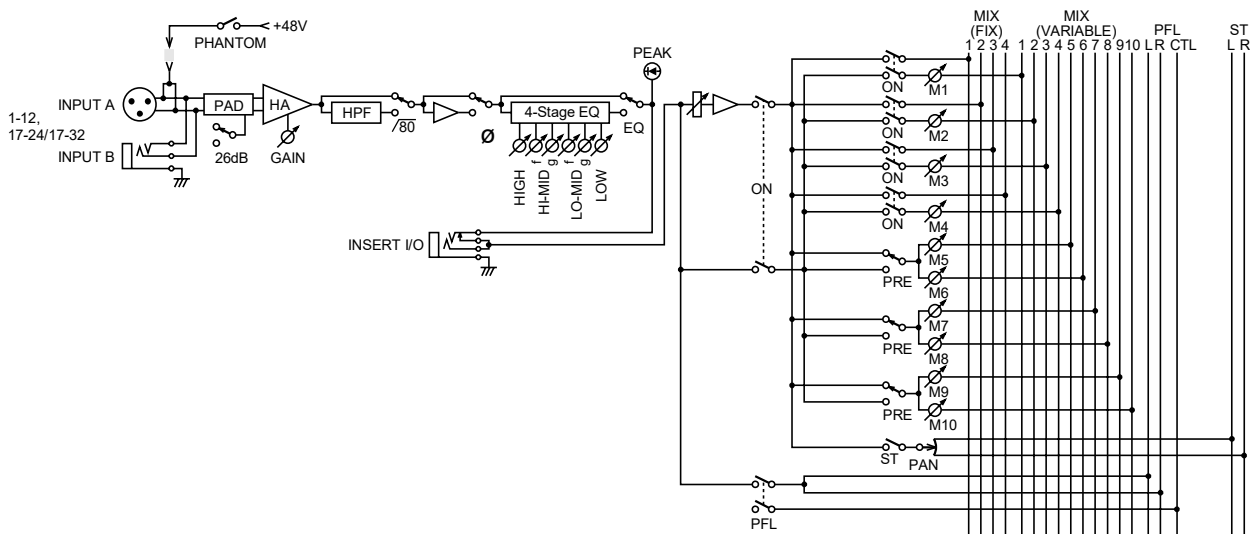 +48V
PHANTOM
INPUT A
1-12,
17-24/17-32
INPUT B
PAD
26dB
HA
GAIN
HPF
80
Ø
4-Stage EQ
EQ
HIGH
HI-MID f
g
LO-MID f
g
LOW
PEAK
INSERT I/O
ON
MIX
(FIX)
1 2 3 4
MIX
(VARIABLE)
1 2 3 4 5 6 7 8 9 10
PFL
L R CTL
ST
L R
ON
M1
ON
M2
ON
M3
ON
M4
M5
PRE
M6
M7
PRE
M8
M9
PRE
M10
ST PAN
PFL